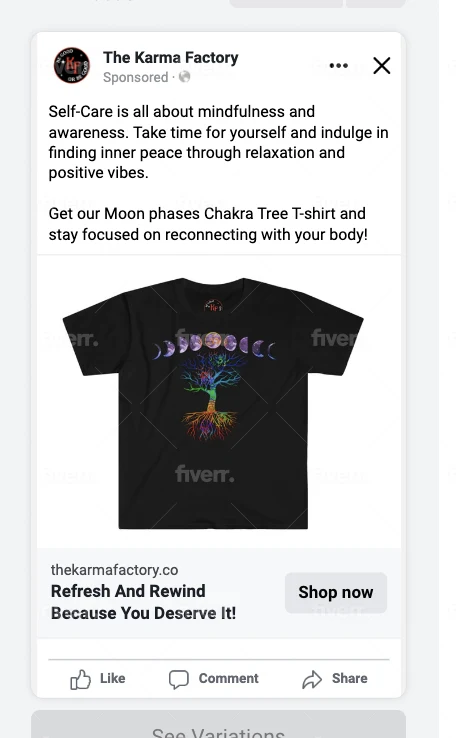 The Karma Factory
Sponsored ·
Self-Care is all about mindfulness and
awareness. Take time for yourself and indulge in
finding inner peace through relaxation and
positive vibes.
Get our Moon phases Chakra Tree T-shirt and
stay focused on reconnecting with your body!
fiverr.
fiverr.
fiverr.
fiverr.
thekarmafactory.co
Refresh And Rewind
Because You Deserve It!
Shop now
Like
Comment
Share
See Variations